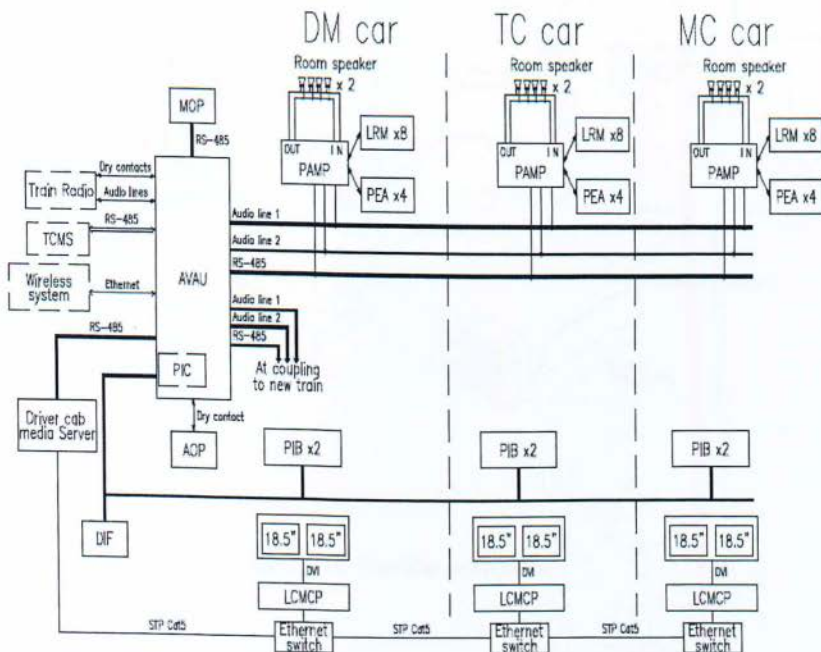 DM car
TC car
MC car
Room speaker
x 2
Room speaker
x 2
Room speaker
x 2
MOP
RS-485
LRM x8
LRM x8
LRM x8
OUT
IN
PAMP
OUT
IN
PAMP
OUT
IN
PAMP
PEA x4
PEA x4
PEA x4
Dry contacts
Train Radio
Audio lines
RS-485
TCMS
Wireless
system
Ethernet
AVAU
Audio line 1
Audio line 2
RS-485
RS-485
Audio line 1
Audio line 2
RS-485
At coupling
to new train
PIC
Driver cab
media Server
Dry contact
AOP
PIB x2
PIB x2
PIB x2
DIF
18.5"
18.5"
18.5"
18.5"
18.5"
18.5"
DVI
DVI
DVI
LCMCP
LCMCP
LCMCP
STP Cat5
Ethernet
switch
STP Cat5
Ethernet
switch
STP Cat5
Ethernet
switch